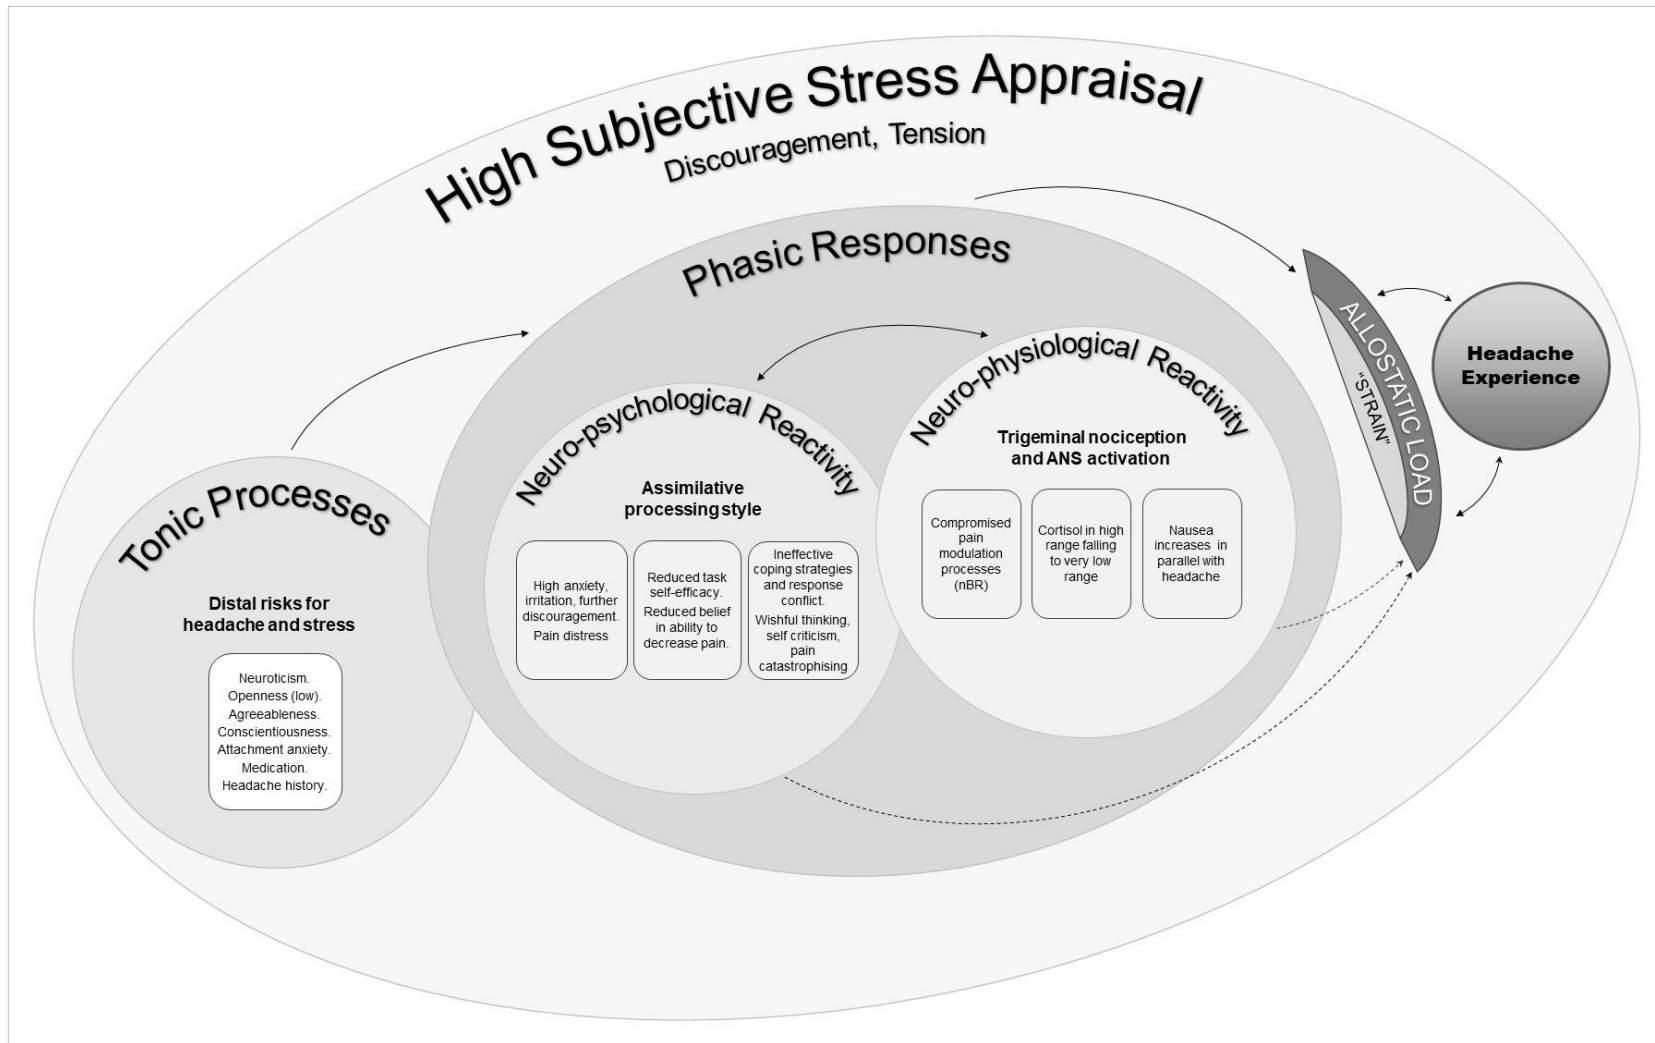 High Subjective Stress Appraisal
Discouragement, Tension
Phasic Responses
Tonic Processes
Distal risks for
headache and stress
Neuroticism.
Openness (low).
Agreeableness.
Conscientiousness.
Attachment anxiety.
Medication.
Headache history.
Neuro-psychological Reactivity
Assimilative
processing style
High anxiety,
irritation, further
discouragement.
Pain distress
Reduced task
self-efficacy.
Reduced belief
in ability to
decrease pain.
Ineffective
coping strategies
and response
conflict.
Wishful thinking,
self criticism,
pain
catastrophising
Neuro-physiological Reactivity
Trigeminal nociception
and ANS activation
Compromised
pain
modulation
processes
(nBR)
Cortisol in high
range falling
to very low
range
Nausea
increases in
parallel with
headache
ALLOSTATIC LOAD
“STRAIN”
Headache
Experience